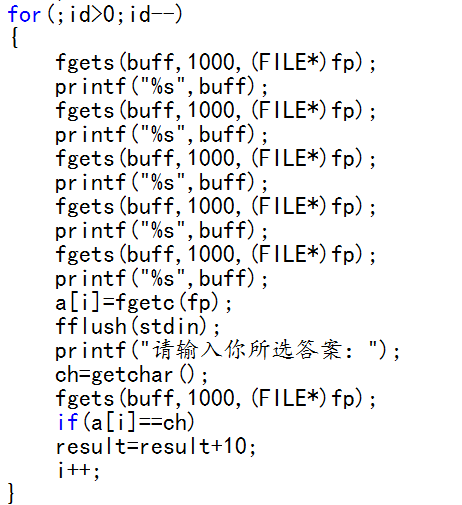 for(;id>0;id--)
{
    fgets(buff,1000,(FILE*)fp);
    printf("%s",buff);
    fgets(buff,1000,(FILE*)fp);
    printf("%s",buff);
    fgets(buff,1000,(FILE*)fp);
    printf("%s",buff);
    fgets(buff,1000,(FILE*)fp);
    printf("%s",buff);
    fgets(buff,1000,(FILE*)fp);
    printf("%s",buff);
    a[i]=fgetc(fp);
    fflush(stdin);
    printf("请输入你所选答案：");
    ch=getchar();
    fgets(buff,1000,(FILE*)fp);
    if(a[i]==ch)
    result=result+10;
    i++;
}